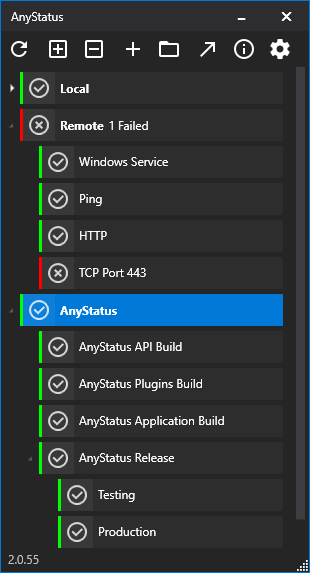 AnyStatus
Local
Remote 1 Failed
Windows Service
Ping
HTTP
TCP Port 443
AnyStatus
AnyStatus API Build
AnyStatus Plugins Build
AnyStatus Application Build
AnyStatus Release
Testing
Production
2.0.55